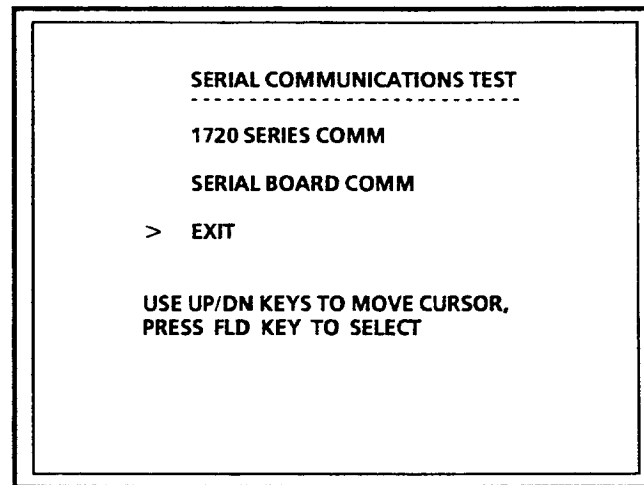 SERIAL COMMUNICATIONS TEST
---------------------------
1720 SERIES COMM
SERIAL BOARD COMM
> EXIT
USE UP/DN KEYS TO MOVE CURSOR,
PRESS FLD KEY TO SELECT